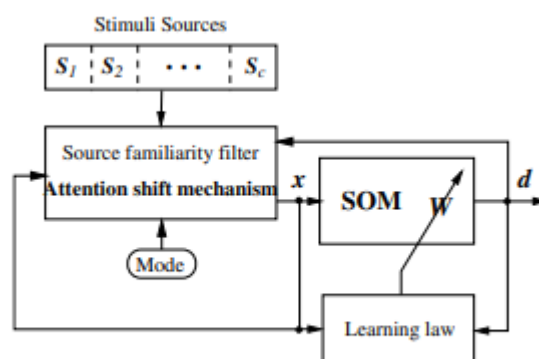 Stimuli Sources
S1 S2 • • • Sc
Source familiarity filter
Attention shift mechanism
x
SOM W
d
Mode
Learning law